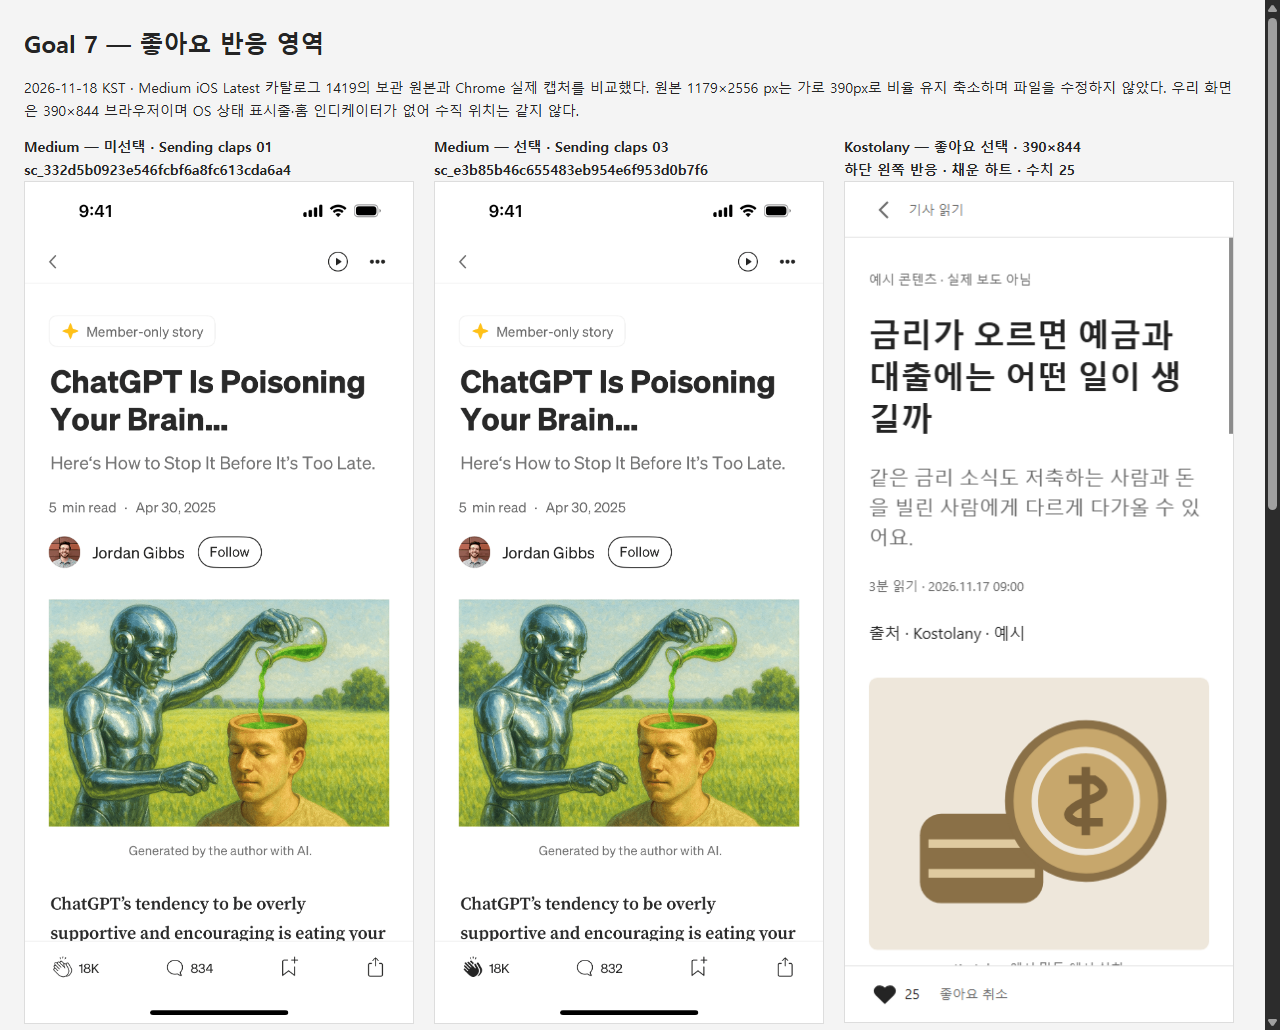 Goal 7 — 좋아요 반응 영역
2026-11-18 KST · Medium iOS Latest 카탈로그 1419의 보관 원본과 Chrome 실제 캡처를 비교했다. 원본 1179×2556 px는 가로 390px로 비율 유지 축소하며 파일을 수정하지 않았다. 우리 화면
은 390×844 브라우저이며 OS 상태 표시줄·홈 인디케이터가 없어 수직 위치는 같지 않다.
Medium — 미선택 · Sending claps 01
sc_332d5b0923e546fcbf6a8fc613cda6a4
9:41
Member-only story
ChatGPT Is Poisoning
Your Brain...
Here‘s How to Stop It Before It’s Too Late.
5 min read · Apr 30, 2025
Jordan Gibbs
Follow
Generated by the author with AI.
ChatGPT’s tendency to be overly
supportive and encouraging is eating your
18K
834
Medium — 선택 · Sending claps 03
sc_e3b85b46c655483eb954e6f953d0b7f6
9:41
Member-only story
ChatGPT Is Poisoning
Your Brain...
Here‘s How to Stop It Before It’s Too Late.
5 min read · Apr 30, 2025
Jordan Gibbs
Follow
Generated by the author with AI.
ChatGPT’s tendency to be overly
supportive and encouraging is eating your
18K
832
Kostolany — 좋아요 선택 · 390×844
하단 왼쪽 반응 · 채운 하트 · 수치 25
기사 읽기
예시 콘텐츠 · 실제 보도 아님
금리가 오르면 예금과
대출에는 어떤 일이 생
길까
같은 금리 소식도 저축하는 사람과 돈
을 빌린 사람에게 다르게 다가올 수 있
어요.
3분 읽기 · 2026.11.17 09:00
출처 · Kostolany · 예시
25
좋아요 취소